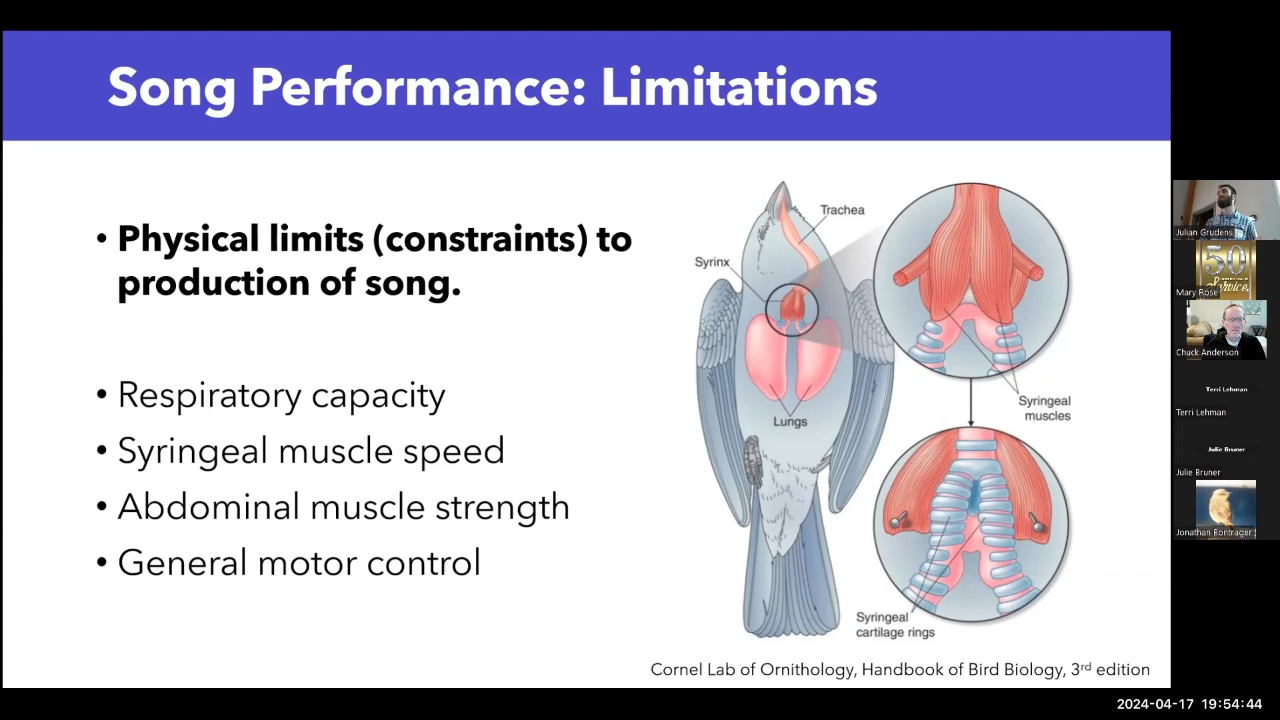 Song Performance: Limitations
• Physical limits (constraints) to
production of song.
• Respiratory capacity
• Syringeal muscle speed
• Abdominal muscle strength
• General motor control
Trachea
Syrinx
Lungs
Syringeal
muscles
Syringeal
cartilage rings
Cornel Lab of Ornithology, Handbook of Bird Biology, 3rd edition
Julian Grudens
50
Service
Mary Rose
Chuck Anderson
Terri Lehman
Terri Lehman
Julie Bruner
Julie Bruner
Jonathan Bontrager
2024-04-17 19:54:44